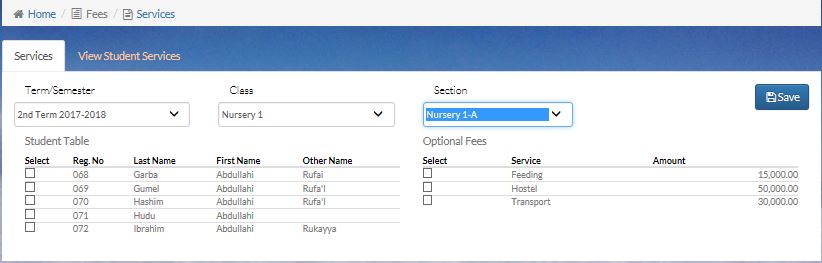 Home / Fees / Services
Services View Student Services
Term/Semester Class Section
2nd Term 2017-2018 Nursery 1 Nursery 1-A Save
Student Table Optional Fees
Select Reg. No Last Name First Name Other Name Select Service Amount
068 Garba Abdullahi Rufai Feeding 15,000.00
069 Gumel Abdullahi Rufa'I Hostel 50,000.00
070 Hashim Abdullahi Rufa'I Transport 30,000.00
071 Hudu Abdullahi
072 Ibrahim Abdullahi Rukayya